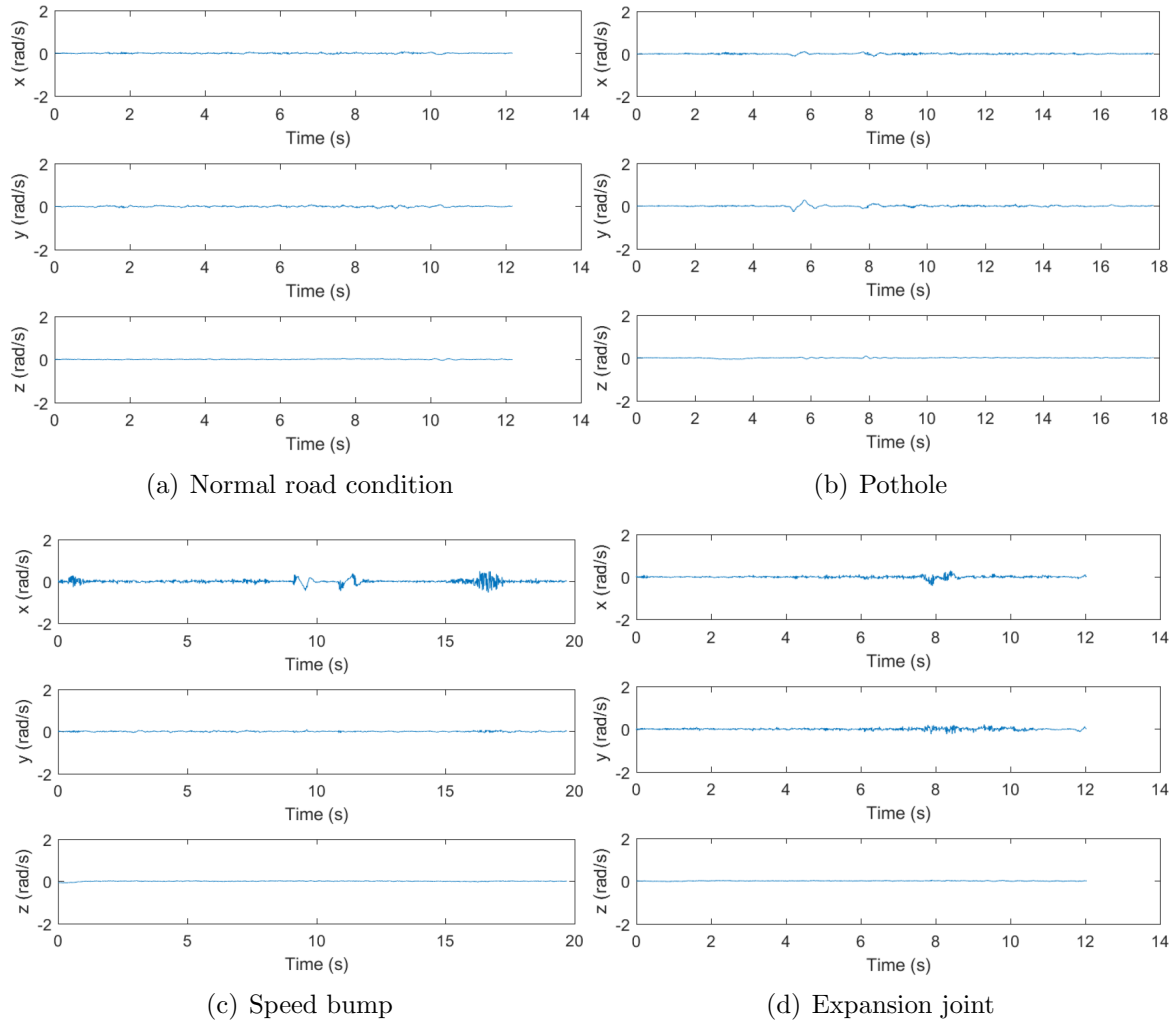 2
0
-2
x (rad/s)
0 2 4 6 8 10 12 14
Time (s)
2
0
-2
y (rad/s)
0 2 4 6 8 10 12 14
Time (s)
2
0
-2
z (rad/s)
0 2 4 6 8 10 12 14
Time (s)
(a) Normal road condition
2
0
-2
x (rad/s)
0 2 4 6 8 10 12 14 16 18
Time (s)
2
0
-2
y (rad/s)
0 2 4 6 8 10 12 14 16 18
Time (s)
2
0
-2
z (rad/s)
0 2 4 6 8 10 12 14 16 18
Time (s)
(b) Pothole
2
0
-2
x (rad/s)
0 5 10 15 20
Time (s)
2
0
-2
y (rad/s)
0 5 10 15 20
Time (s)
2
0
-2
z (rad/s)
0 5 10 15 20
Time (s)
(c) Speed bump
2
0
-2
x (rad/s)
0 2 4 6 8 10 12 14
Time (s)
2
0
-2
y (rad/s)
0 2 4 6 8 10 12 14
Time (s)
2
0
-2
z (rad/s)
0 2 4 6 8 10 12 14
Time (s)
(d) Expansion joint